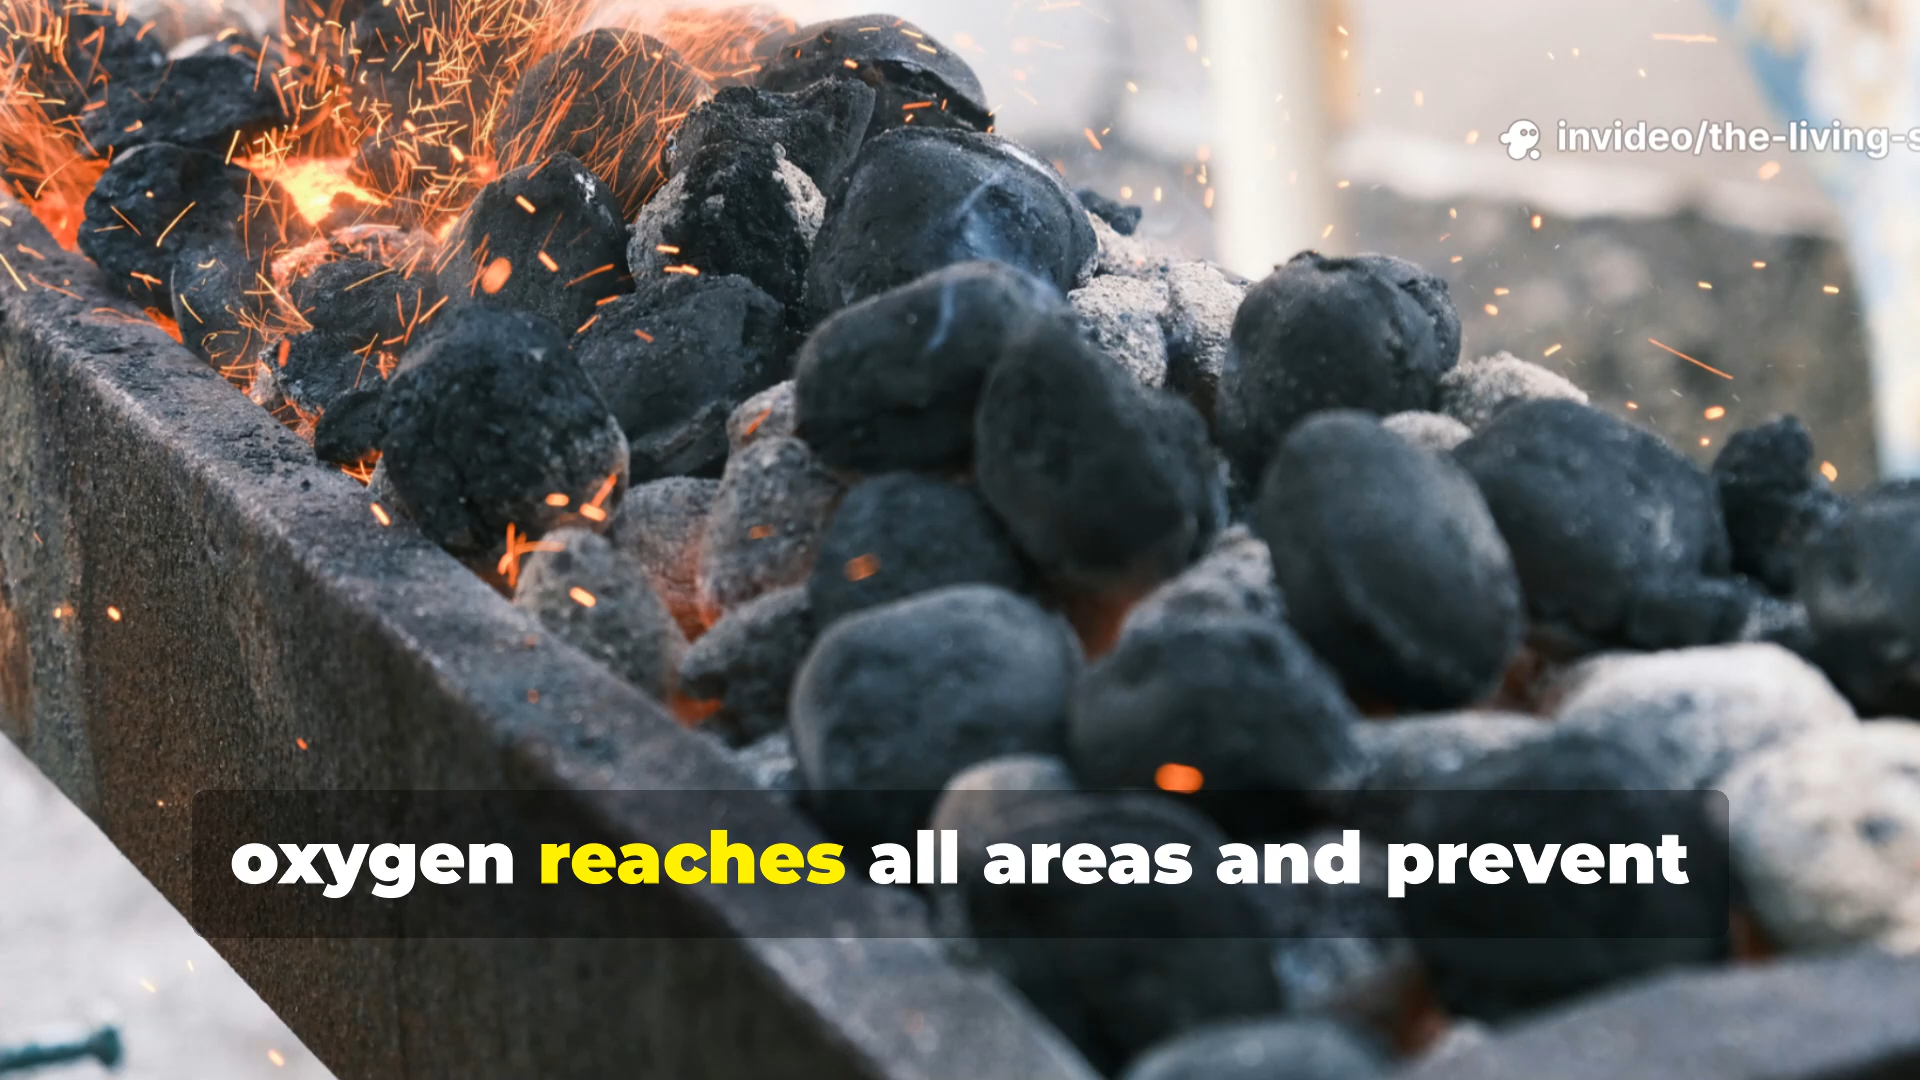 invideo/the-living-s
oxygen reaches all areas and prevent